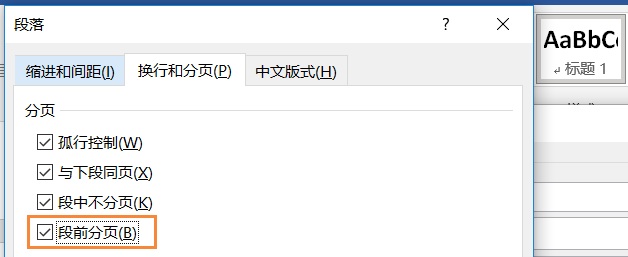 段落
AaBbC
缩进和间距(I)
换行和分页(P)
中文版式(H)
标题 1
分页
孤行控制(W)
与下段同页(X)
段中不分页(K)
段前分页(B)